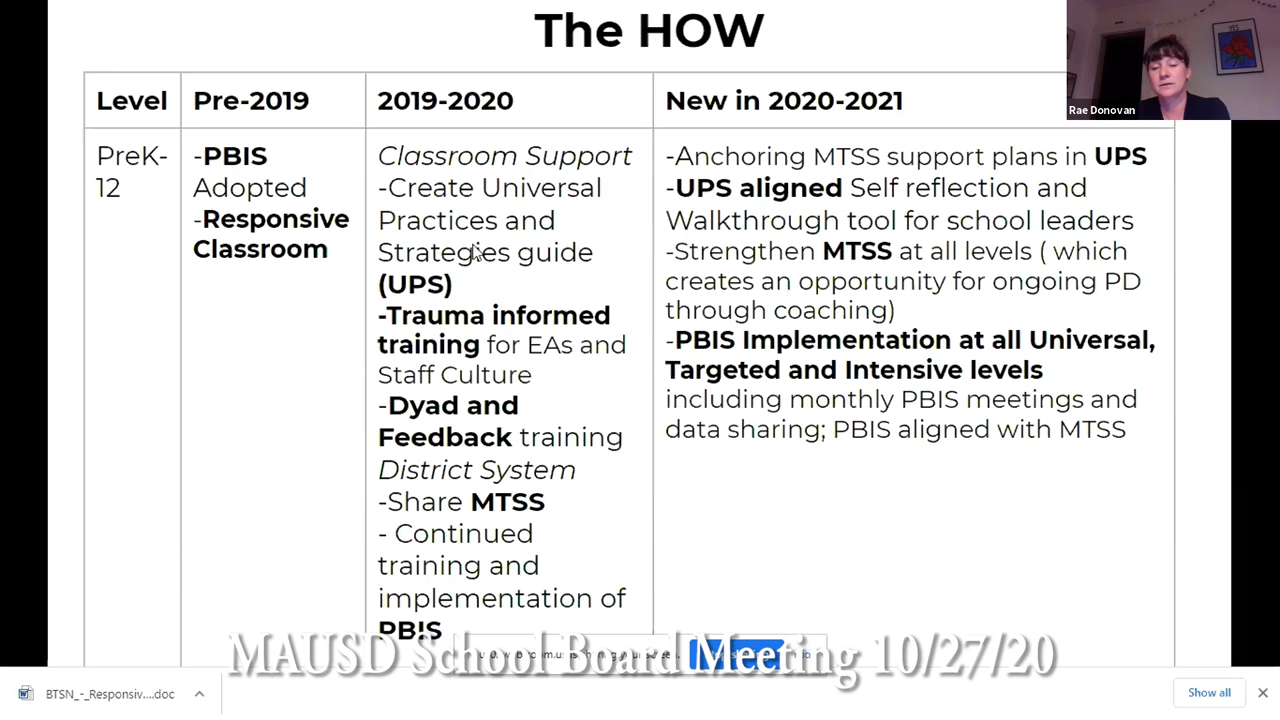 The HOW
Rae Donovan
Level
Pre-2019
2019-2020
New in 2020-2021
PreK-
12
-PBIS
Adopted
-Responsive
Classroom
Classroom Support
-Create Universal
Practices and
Strategies guide
(UPS)
-Trauma informed
training for EAs and
Staff Culture
-Dyad and
Feedback training
District System
-Share MTSS
- Continued
training and
implementation of
PBIS
-Anchoring MTSS support plans in UPS
-UPS aligned Self reflection and
Walkthrough tool for school leaders
-Strengthen MTSS at all levels ( which
creates an opportunity for ongoing PD
through coaching)
-PBIS Implementation at all Universal,
Targeted and Intensive levels
including monthly PBIS meetings and
data sharing; PBIS aligned with MTSS
MAUSD School Board Meeting 10/27/20
BTSN_-_Responsiv....doc
Show all